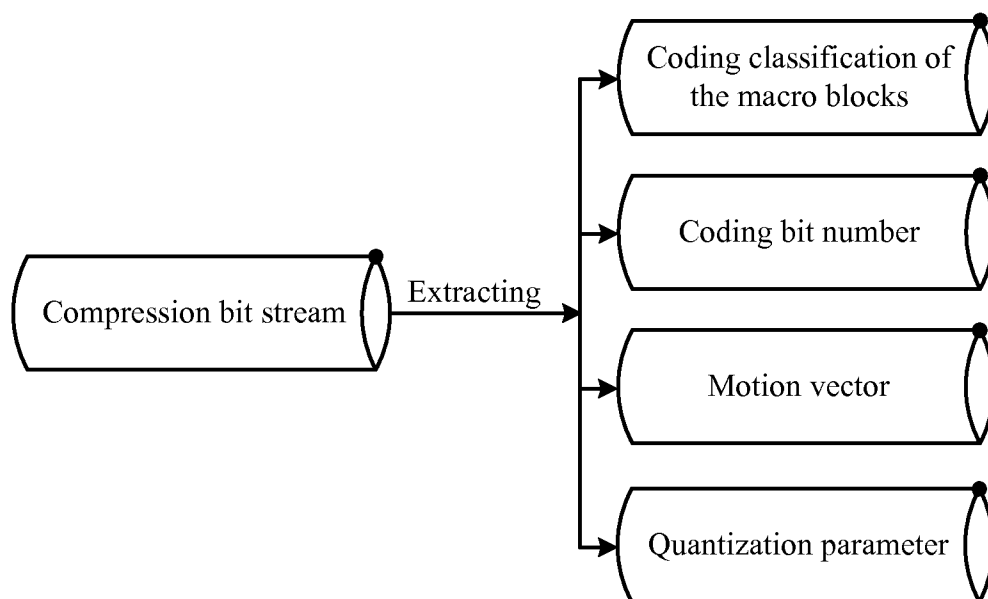 Coding classification of
the macro blocks
Coding bit number
Compression bit stream
Extracting
Motion vector
Quantization parameter